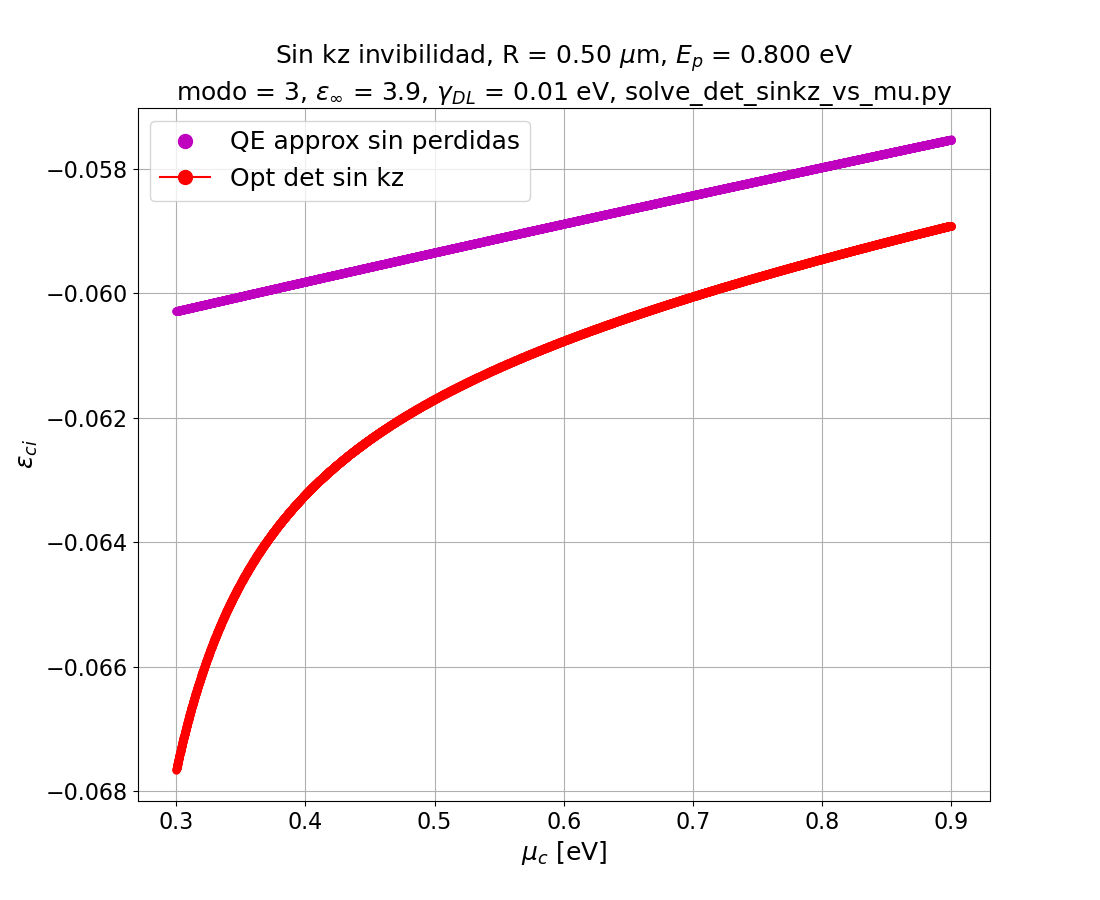 Sin kz invibilidad, R = 0.50 μm, E_p = 0.800 eV
modo = 3, ε_∞ = 3.9, γ_DL = 0.01 eV, solve_det_sinkz_vs_mu.py
QE approx sin perdidas
Opt det sin kz
−0.058
−0.060
−0.062
−0.064
−0.066
−0.068
ε_ci
0.3 0.4 0.5 0.6 0.7 0.8 0.9
μ_c [eV]